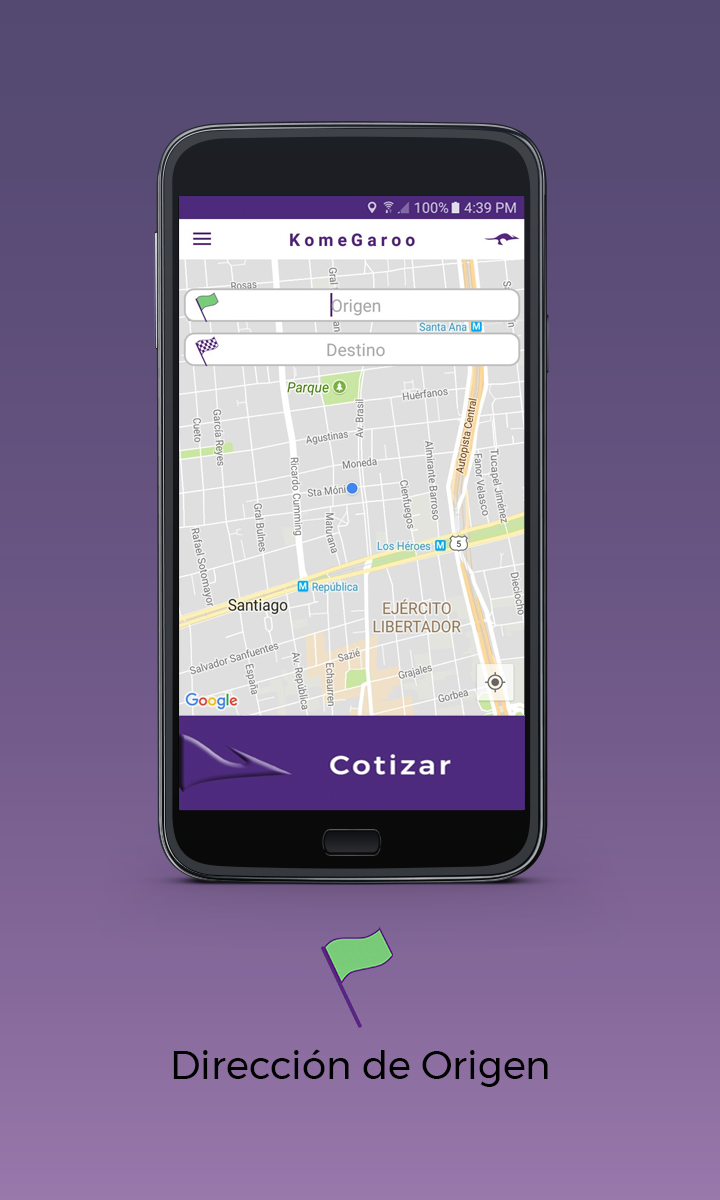 100% 4:39 PM
KomeGaroo
Rosas
Gral
Origen
Santa Ana M
Destino
Parque
Huérfanos
Av. Brasil
Cueto
García Reyes
Agustinas
Autopista Central
Moneda
Ricardo Cumming
Almirante Barroso
Fanor Velasco
Tucapel Jiménez
Sta Móni
Cienfuegos
Gral Bulnes
Maturana
Rafael Sotomayor
Los Héroes M
5
M República
Dieciocho
Santiago
EJÉRCITO
LIBERTADOR
Salvador Sanfuentes
Sazié
España
Av. República
Echaurren
Grajales
Gorbea
Google
Cotizar
Dirección de Origen